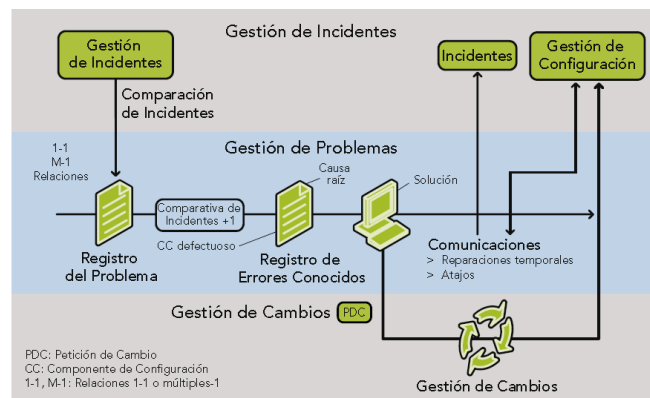 Gestión de Incidentes
Gestión
de Incidentes
Incidentes
Gestión de
Configuración
Comparación
de Incidentes
Gestión de Problemas
1-1
M-1
Relaciones
Causa
raíz
Solución
Comparativa de
Incidentes +1
CC defectuoso
Registro
del Problema
Registro de
Errores Conocidos
Comunicaciones
> Reparaciones temporales
> Atajos
Gestión de Cambios
PDC
PDC: Petición de Cambio
CC: Componente de Configuración
1-1, M-1: Relaciones 1-1 o múltiples-1
Gestión de Cambios